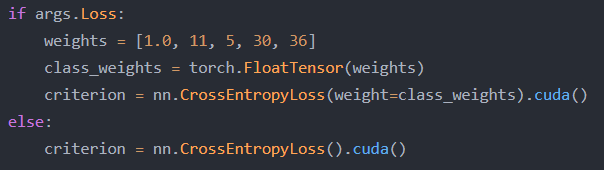 if args.Loss:
    weights = [1.0, 11, 5, 30, 36]
    class_weights = torch.FloatTensor(weights)
    criterion = nn.CrossEntropyLoss(weight=class_weights).cuda()
else:
    criterion = nn.CrossEntropyLoss().cuda()